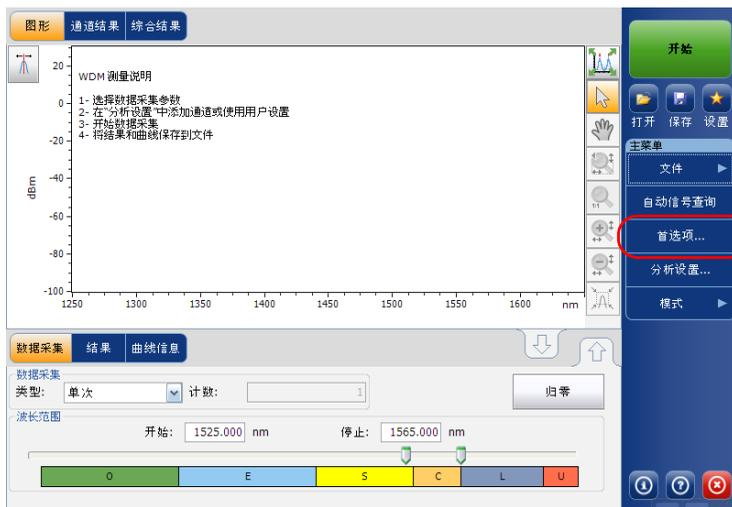 图形 通道结果 综合结果
20
0
-20
-40
-60
-80
-100
dBm
WDM 测量说明
1- 选择数据采集参数
2- 在"分析设置"中添加通道或使用用户设置
3- 开始数据采集
4- 将结果和曲线保存到文件
1250 1300 1350 1400 1450 1500 1550 1600 nm
1:1
开始
打开 保存 设置
主菜单
文件
自动信号查询
首选项...
分析设置...
模式
数据采集 结果 曲线信息
数据采集
类型: 单次 计数: 1 归零
波长范围
开始: 1525.000 nm 停止: 1565.000 nm
O E S C L U